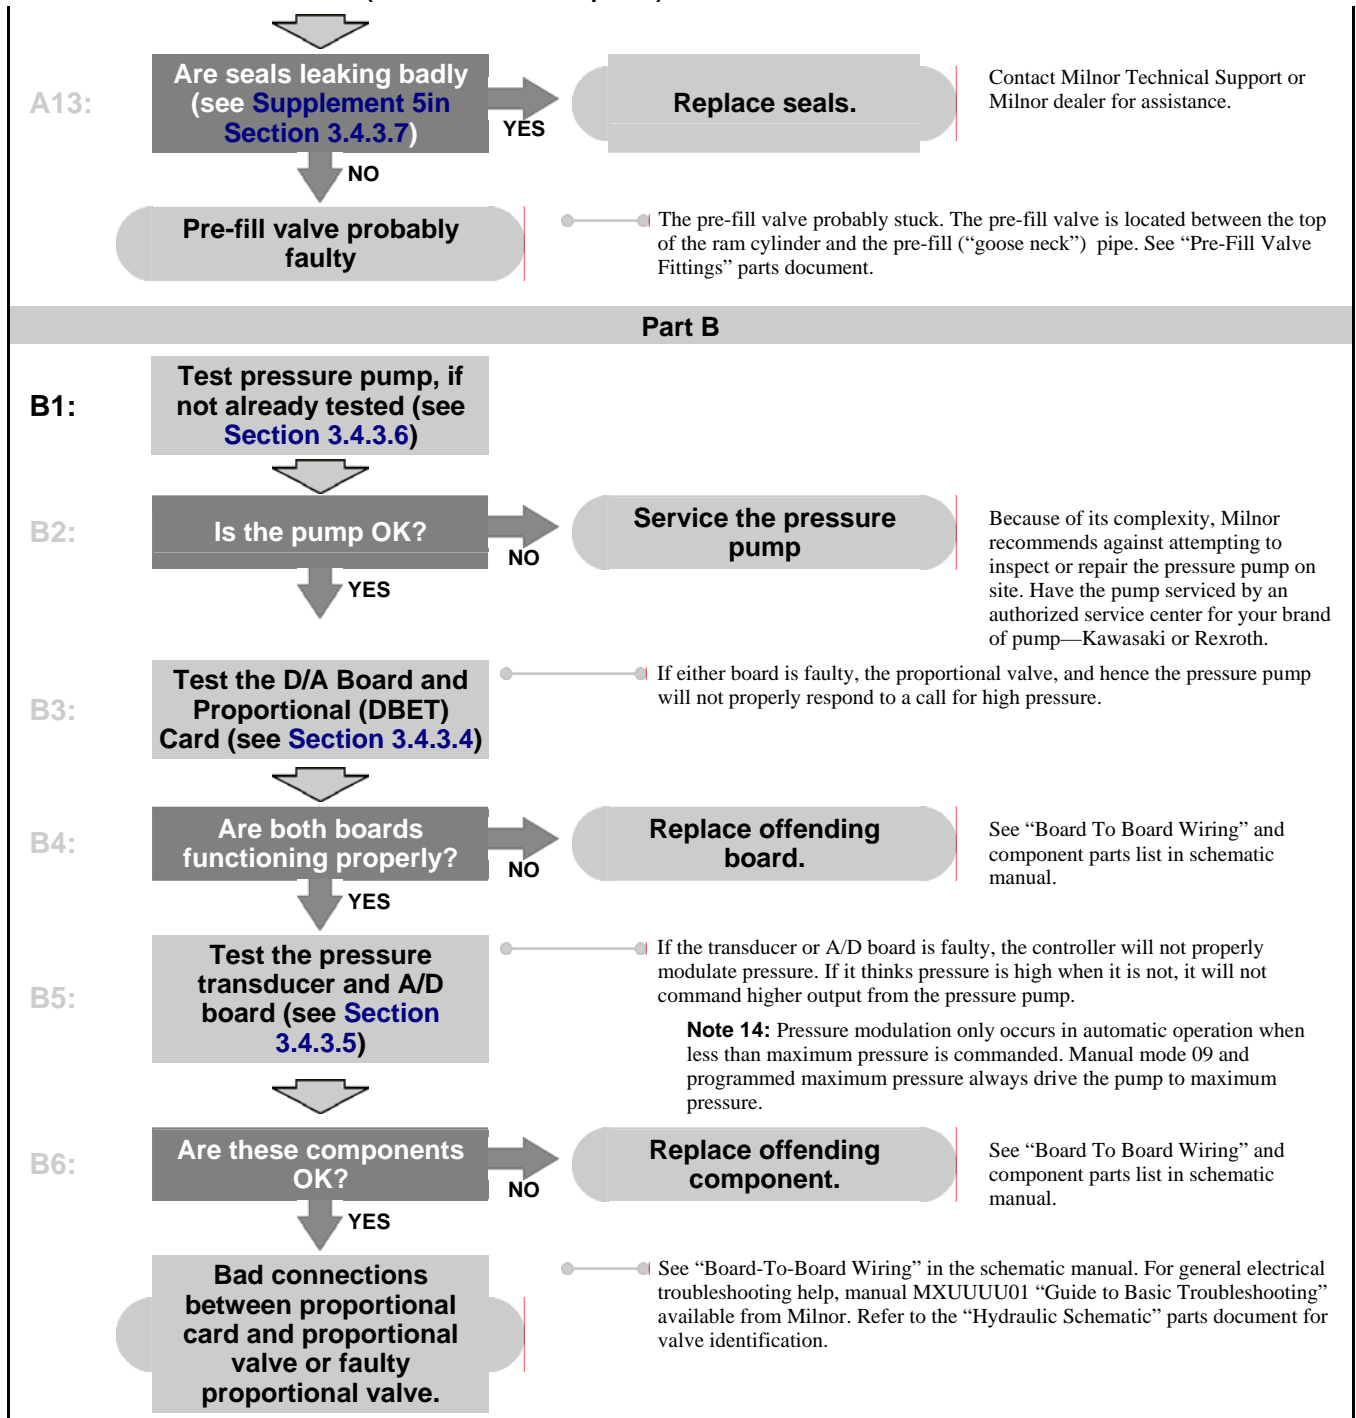 A13:
Are seals leaking badly
(see Supplement 5in
Section 3.4.3.7)
YES
Replace seals.
Contact Milnor Technical Support or
Milnor dealer for assistance.
NO
Pre-fill valve probably
faulty
The pre-fill valve probably stuck. The pre-fill valve is located between the top
of the ram cylinder and the pre-fill (“goose neck”) pipe. See “Pre-Fill Valve
Fittings” parts document.
Part B
B1:
Test pressure pump, if
not already tested (see
Section 3.4.3.6)
B2:
Is the pump OK?
NO
Service the pressure
pump
Because of its complexity, Milnor
recommends against attempting to
inspect or repair the pressure pump on
site. Have the pump serviced by an
authorized service center for your brand
of pump—Kawasaki or Rexroth.
YES
B3:
Test the D/A Board and
Proportional (DBET)
Card (see Section 3.4.3.4)
If either board is faulty, the proportional valve, and hence the pressure pump
will not properly respond to a call for high pressure.
B4:
Are both boards
functioning properly?
NO
Replace offending
board.
See “Board To Board Wiring” and
component parts list in schematic
manual.
YES
B5:
Test the pressure
transducer and A/D
board (see Section
3.4.3.5)
If the transducer or A/D board is faulty, the controller will not properly
modulate pressure. If it thinks pressure is high when it is not, it will not
command higher output from the pressure pump.
Note 14: Pressure modulation only occurs in automatic operation when
less than maximum pressure is commanded. Manual mode 09 and
programmed maximum pressure always drive the pump to maximum
pressure.
B6:
Are these components
OK?
NO
Replace offending
component.
See “Board To Board Wiring” and
component parts list in schematic
manual.
YES
Bad connections
between proportional
card and proportional
valve or faulty
proportional valve.
See “Board-To-Board Wiring” in the schematic manual. For general electrical
troubleshooting help, manual MXUUUU01 “Guide to Basic Troubleshooting”
available from Milnor. Refer to the “Hydraulic Schematic” parts document for
valve identification.